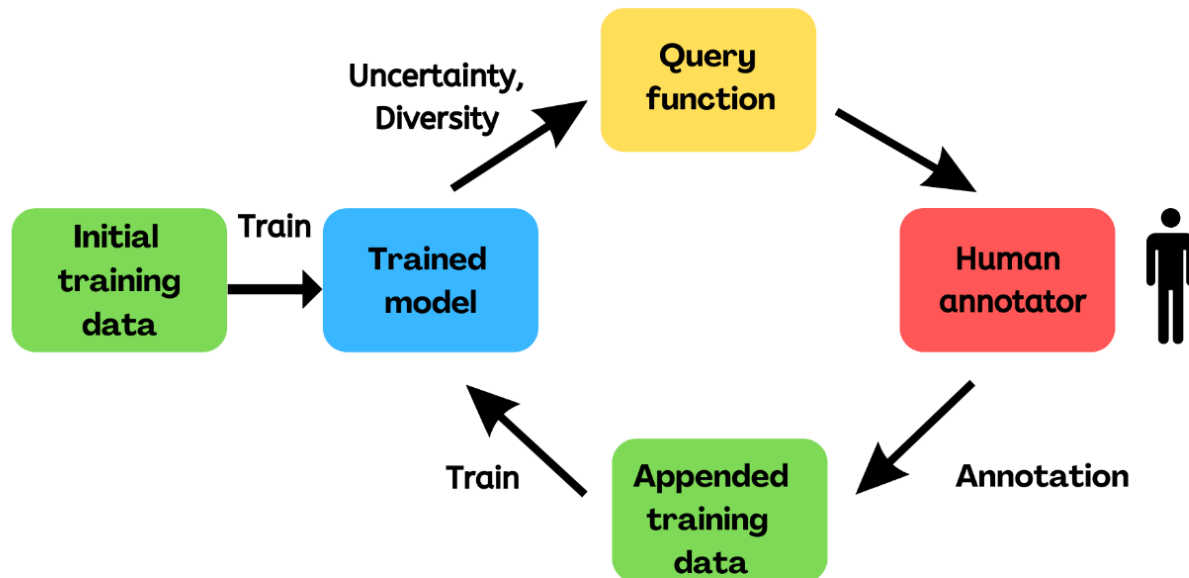 Query
function
Uncertainty,
Diversity
Initial
training
data
Train
Trained
model
Human
annotator
Train
Appended
training
data
Annotation